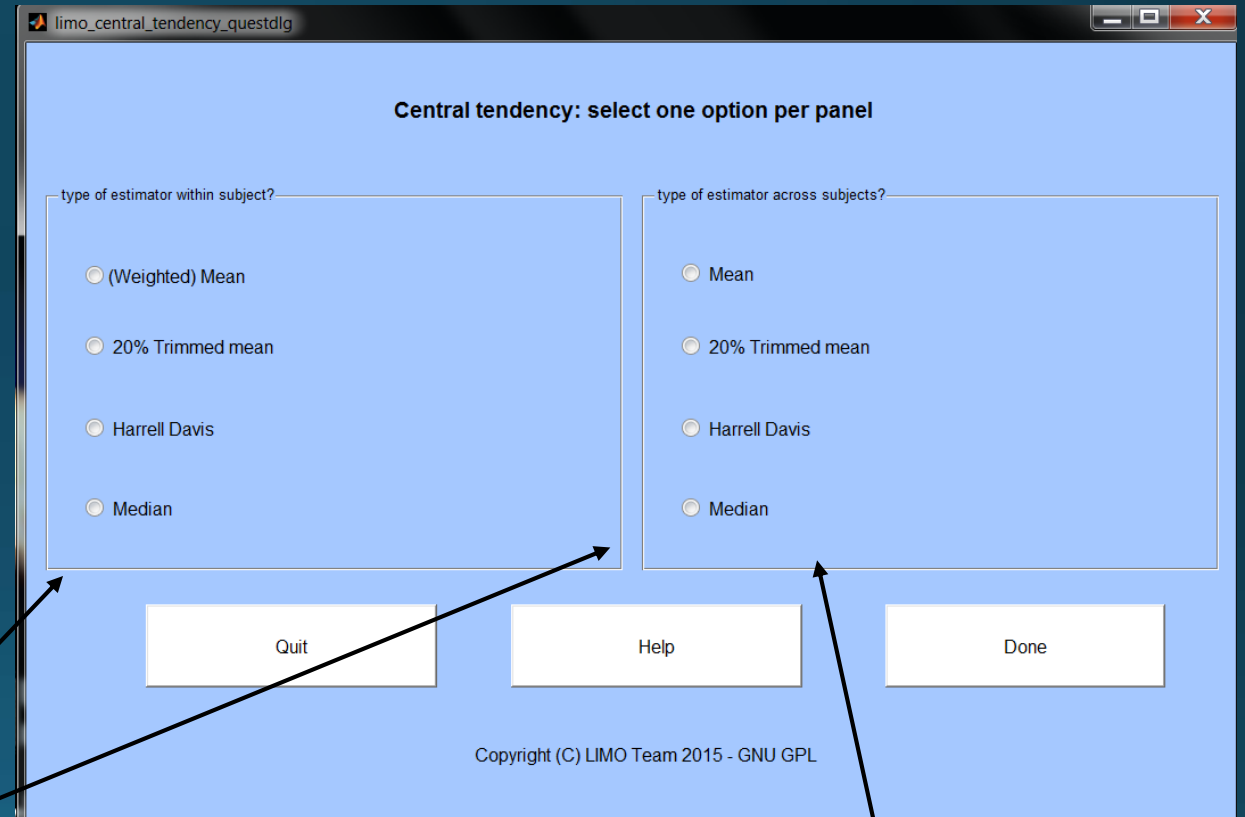 limo_central_tendency_questdlg
Central tendency: select one option per panel
type of estimator within subject?
(Weighted) Mean
20% Trimmed mean
Harrell Davis
Median
type of estimator across subjects?
Mean
20% Trimmed mean
Harrell Davis
Median
Quit
Help
Done
Copyright (C) LIMO Team 2015 - GNU GPL